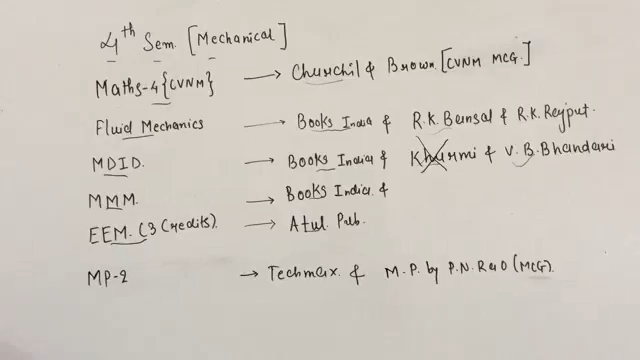 4th Sem. [Mechanical]
Maths-4 {CVNM} → Churchil & Brown [CVNM MCG]
Fluid Mechanics → Books India & R.K. Bansal & R.K. Rajput.
MDID. → Books India & Khurmi & V.B. Bhandari
MMM. → Books India &
EEM. (3 Credits). → Atul Pub.
MP-2 → Techmax. & M.P. by P.N. Rao (MCG).